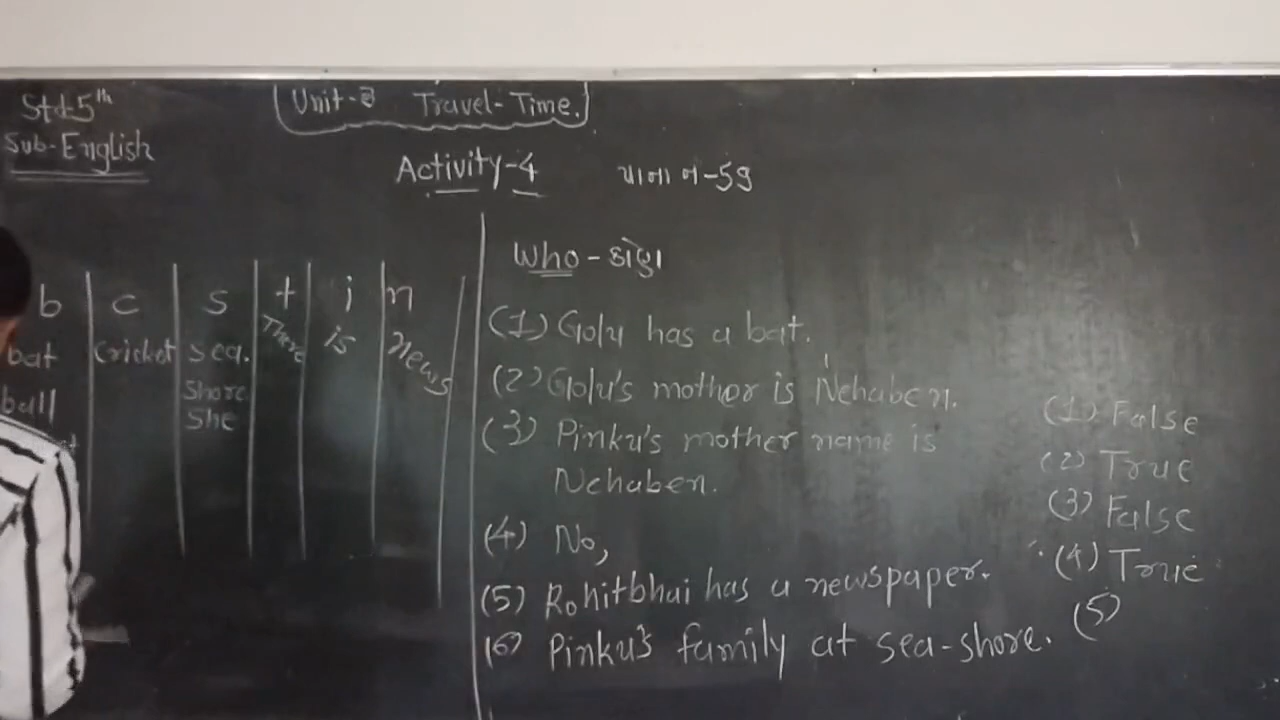 Std-5th
Sub-English
Unit-2 Travel-Time.
Activity-4 પાના નં-59
b c s t i n
bat cricket sea. There is news
ball shore
she
Who-કોણ
(1) Golu has a bat.
(2) Golu's mother is Nehaben.
(3) Pinku's mother name is
Nehaben.
(4) No,
(5) Rohitbhai has a newspaper.
(6) Pinku's family at sea-shore.
(1) False
(2) True
(3) False
(4) True
(5)